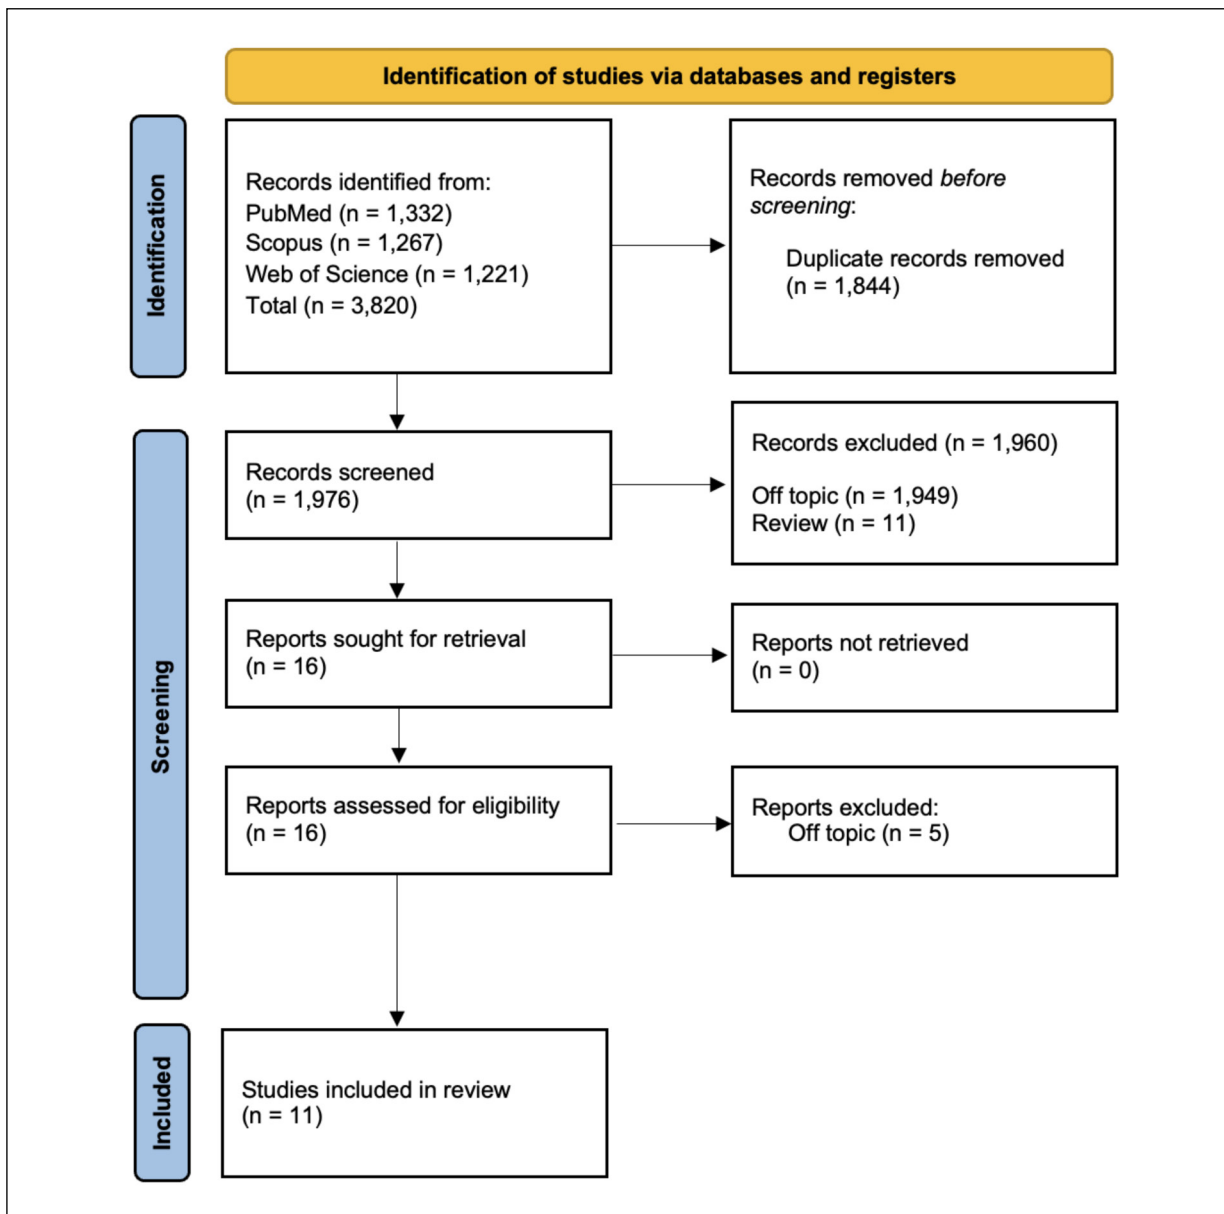 Identification of studies via databases and registers
Identification
Records identified from:
PubMed (n = 1,332)
Scopus (n = 1,267)
Web of Science (n = 1,221)
Total (n = 3,820)
Records removed before
screening:
Duplicate records removed
(n = 1,844)
Screening
Records screened
(n = 1,976)
Records excluded (n = 1,960)
Off topic (n = 1,949)
Review (n = 11)
Reports sought for retrieval
(n = 16)
Reports not retrieved
(n = 0)
Reports assessed for eligibility
(n = 16)
Reports excluded:
Off topic (n = 5)
Included
Studies included in review
(n = 11)